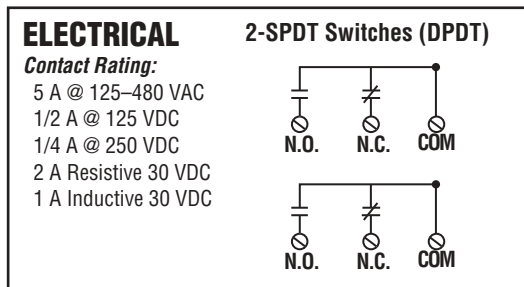 ELECTRICAL
Contact Rating:
5 A @ 125–480 VAC
1/2 A @ 125 VDC
1/4 A @ 250 VDC
2 A Resistive 30 VDC
1 A Inductive 30 VDC
2-SPDT Switches (DPDT)
N.O. N.C. COM
N.O. N.C. COM